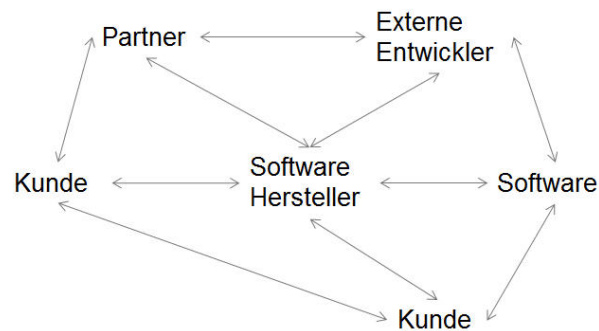 Partner
Externe
Entwickler
Kunde
Software
Hersteller
Software
Kunde